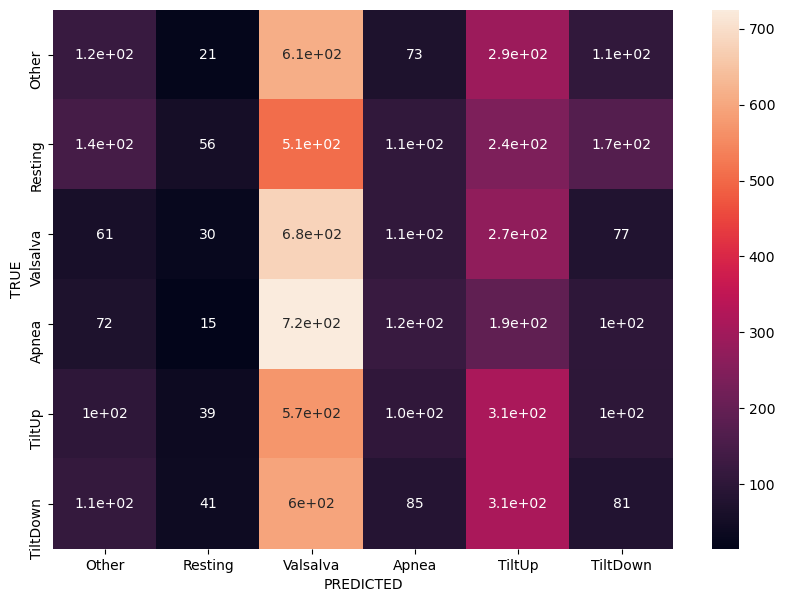 Other 1.2e+02 21 6.1e+02 73 2.9e+02 1.1e+02
Resting 1.4e+02 56 5.1e+02 1.1e+02 2.4e+02 1.7e+02
Valsalva 61 30 6.8e+02 1.1e+02 2.7e+02 77
Apnea 72 15 7.2e+02 1.2e+02 1.9e+02 1e+02
TiltUp 1e+02 39 5.7e+02 1.0e+02 3.1e+02 1e+02
TiltDown 1.1e+02 41 6e+02 85 3.1e+02 81
TRUE
Other Resting Valsalva Apnea TiltUp TiltDown
PREDICTED
700
600
500
400
300
200
100